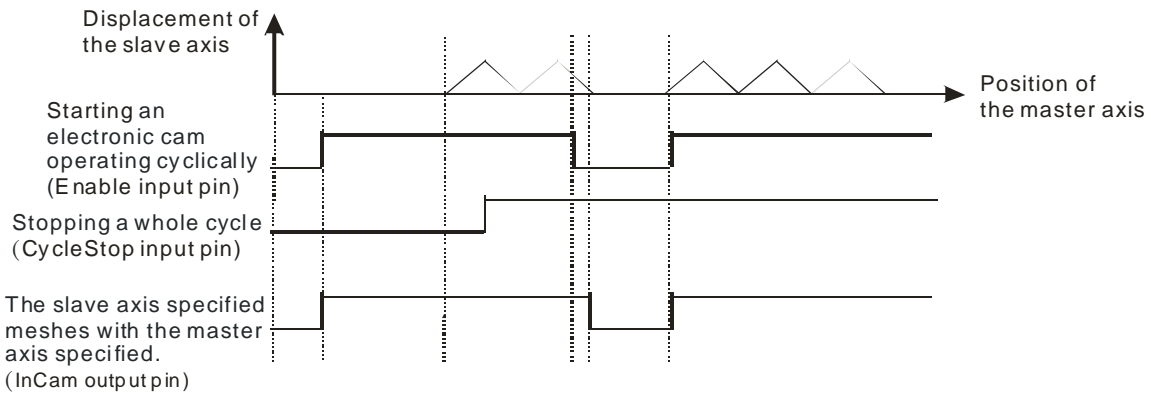 Displacement of
the slave axis
Position of
the master axis
Starting an
electronic cam
operating cyclically
(Enable input pin)
Stopping a whole cycle
(CycleStop input pin)
The slave axis specified
meshes with the master
axis specified.
(InCam output pin)